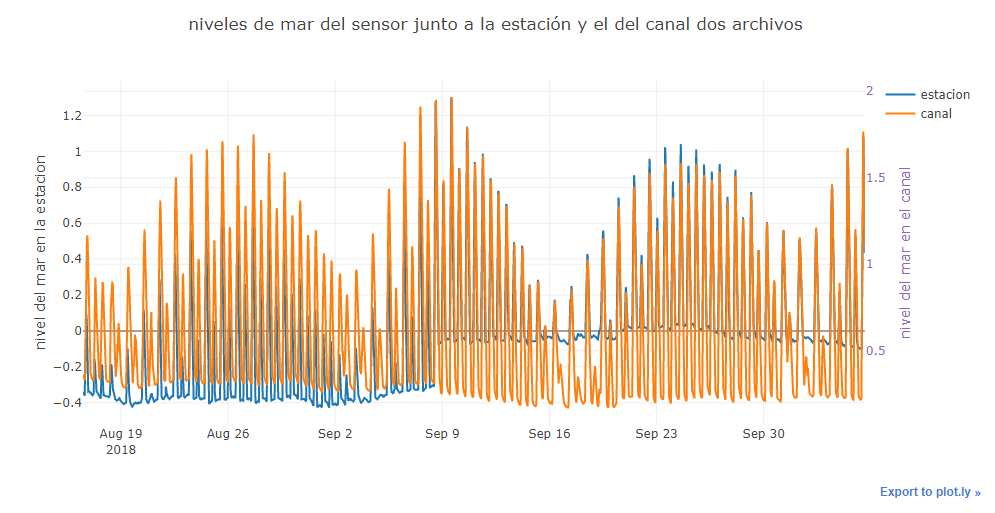 niveles de mar del sensor junto a la estación y el del canal dos archivos
nivel del mar en la estacion
1.2
1
0.8
0.6
0.4
0.2
0
−0.2
−0.4
2
1.5
1
0.5
nivel del mar en el canal
estacion
canal
Aug 19
2018
Aug 26
Sep 2
Sep 9
Sep 16
Sep 23
Sep 30
Export to plot.ly »